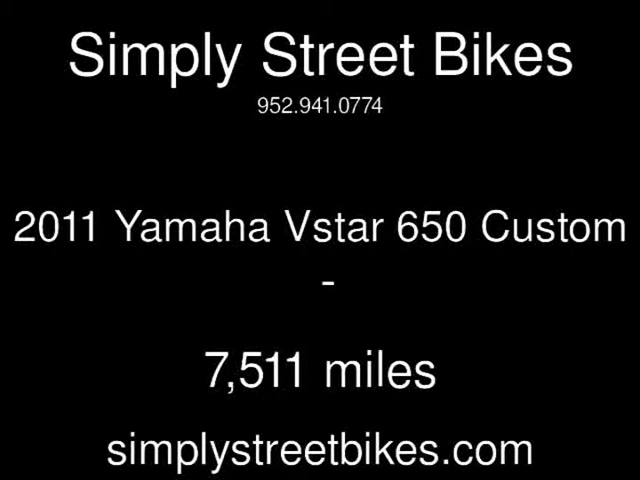 Simply Street Bikes
952.941.0774
2011 Yamaha Vstar 650 Custom
-
7,511 miles
simplystreetbikes.com